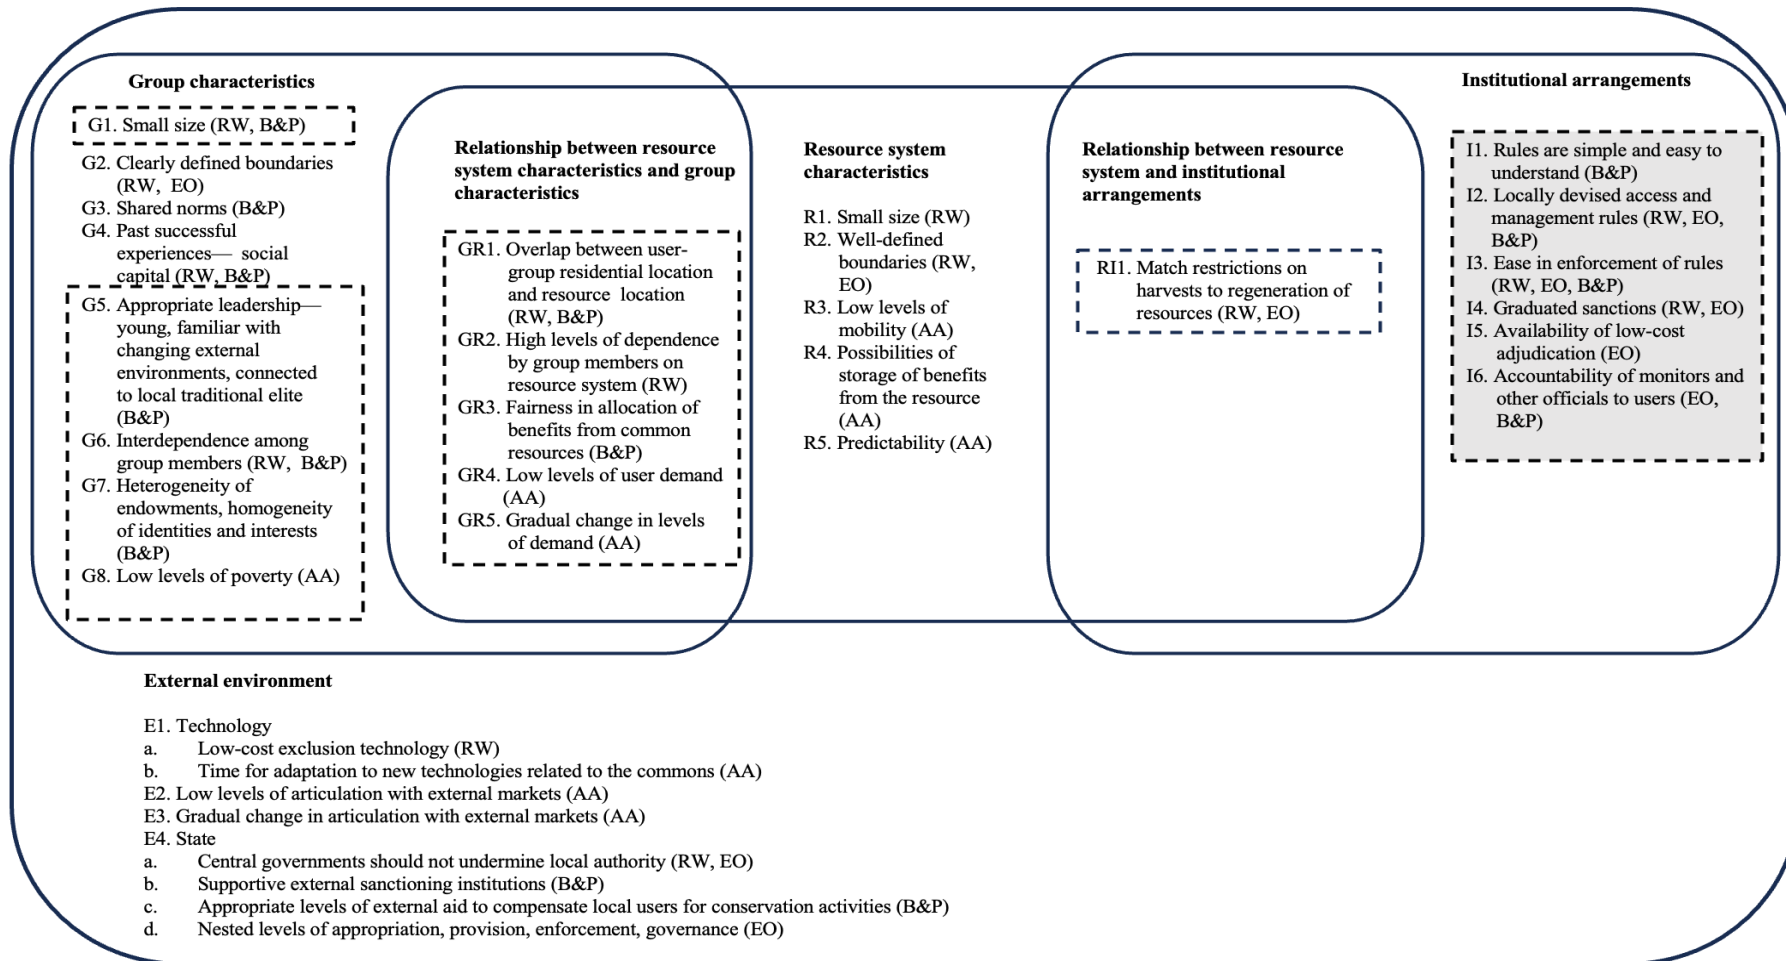 Group characteristics
G1. Small size (RW, B&P)
G2. Clearly defined boundaries
(RW, EO)
G3. Shared norms (B&P)
G4. Past successful
experiences— social
capital (RW, B&P)
G5. Appropriate leadership—
young, familiar with
changing external
environments, connected
to local traditional elite
(B&P)
G6. Interdependence among
group members (RW, B&P)
G7. Heterogeneity of
endowments, homogeneity
of identities and interests
(B&P)
G8. Low levels of poverty (AA)
Relationship between resource
system characteristics and group
characteristics
GR1. Overlap between user-
group residential location
and resource location
(RW, B&P)
GR2. High levels of dependence
by group members on
resource system (RW)
GR3. Fairness in allocation of
benefits from common
resources (B&P)
GR4. Low levels of user demand
(AA)
GR5. Gradual change in levels
of demand (AA)
Resource system
characteristics
R1. Small size (RW)
R2. Well-defined
boundaries (RW,
EO)
R3. Low levels of
mobility (AA)
R4. Possibilities of
storage of benefits
from the resource
(AA)
R5. Predictability (AA)
Relationship between resource
system and institutional
arrangements
RI1. Match restrictions on
harvests to regeneration of
resources (RW, EO)
Institutional arrangements
I1. Rules are simple and easy to
understand (B&P)
I2. Locally devised access and
management rules (RW, EO,
B&P)
I3. Ease in enforcement of rules
(RW, EO, B&P)
I4. Graduated sanctions (RW, EO)
I5. Availability of low-cost
adjudication (EO)
I6. Accountability of monitors and
other officials to users (EO,
B&P)
External environment
E1. Technology
a. Low-cost exclusion technology (RW)
b. Time for adaptation to new technologies related to the commons (AA)
E2. Low levels of articulation with external markets (AA)
E3. Gradual change in articulation with external markets (AA)
E4. State
a. Central governments should not undermine local authority (RW, EO)
b. Supportive external sanctioning institutions (B&P)
c. Appropriate levels of external aid to compensate local users for conservation activities (B&P)
d. Nested levels of appropriation, provision, enforcement, governance (EO)